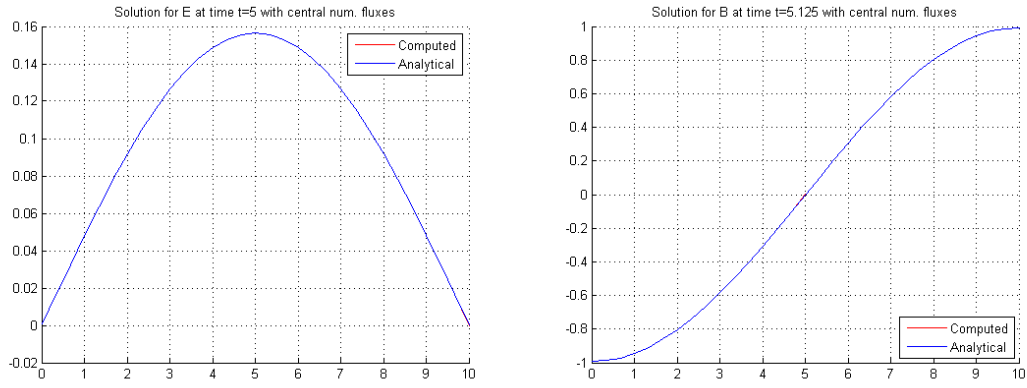 Solution for E at time t=5 with central num. fluxes
0.16
0.14
0.12
0.1
0.08
0.06
0.04
0.02
0
-0.02
0 1 2 3 4 5 6 7 8 9 10
Computed
Analytical
Solution for B at time t=5.125 with central num. fluxes
1
0.8
0.6
0.4
0.2
0
-0.2
-0.4
-0.6
-0.8
-1
0 1 2 3 4 5 6 7 8 9 10
Computed
Analytical